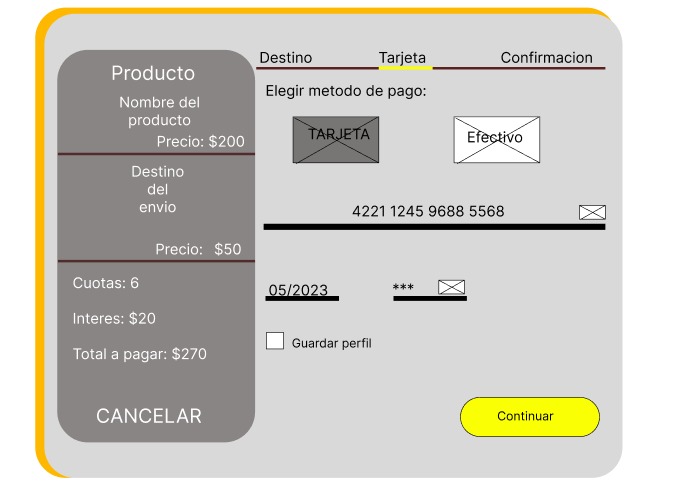 Producto
Nombre del
producto
Precio: $200
Destino
del
envio
Precio: $50
Cuotas: 6
Interes: $20
Total a pagar: $270
CANCELAR
Destino Tarjeta Confirmacion
Elegir metodo de pago:
TARJETA Efectivo
4221 1245 9688 5568
05/2023 ***
Guardar perfil
Continuar